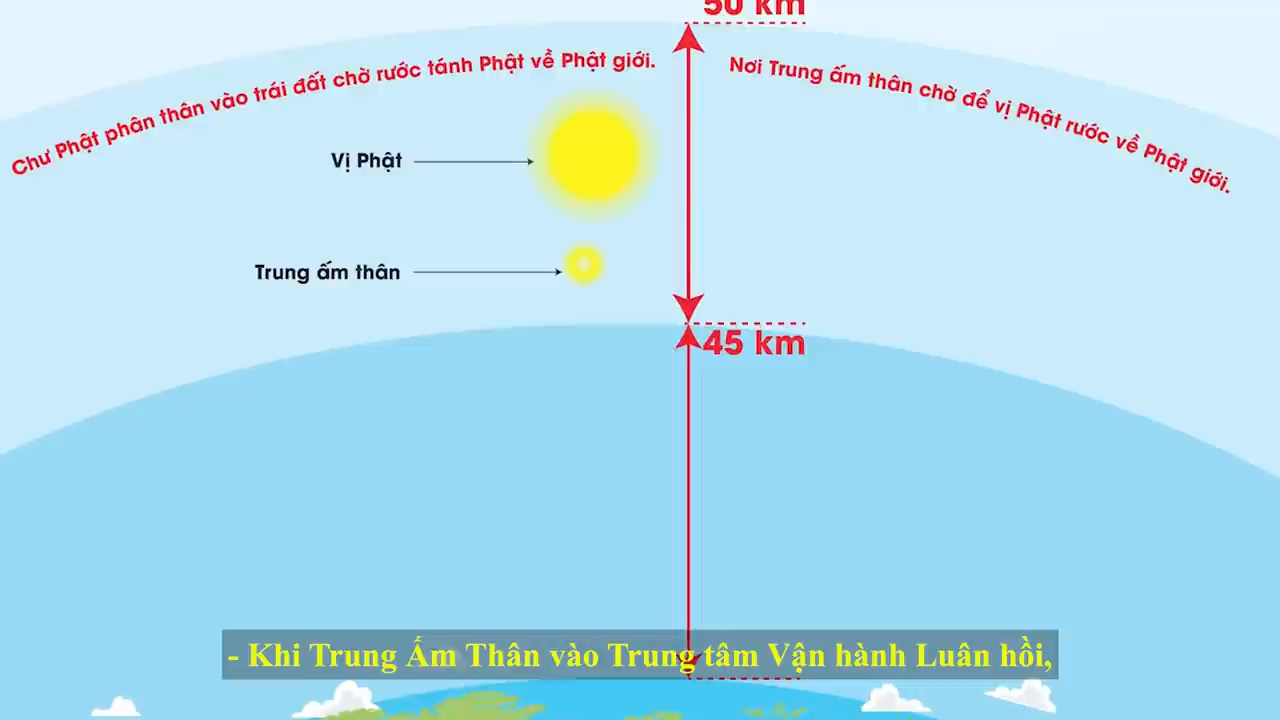 50 km
Chư Phật phân thân vào trái đất chờ rước tánh Phật về Phật giới.
Nơi Trung ấm thân chờ để vị Phật rước về Phật giới.
Vị Phật
Trung ấm thân
45 km
- Khi Trung Ấm Thân vào Trung tâm Vận hành Luân hồi,